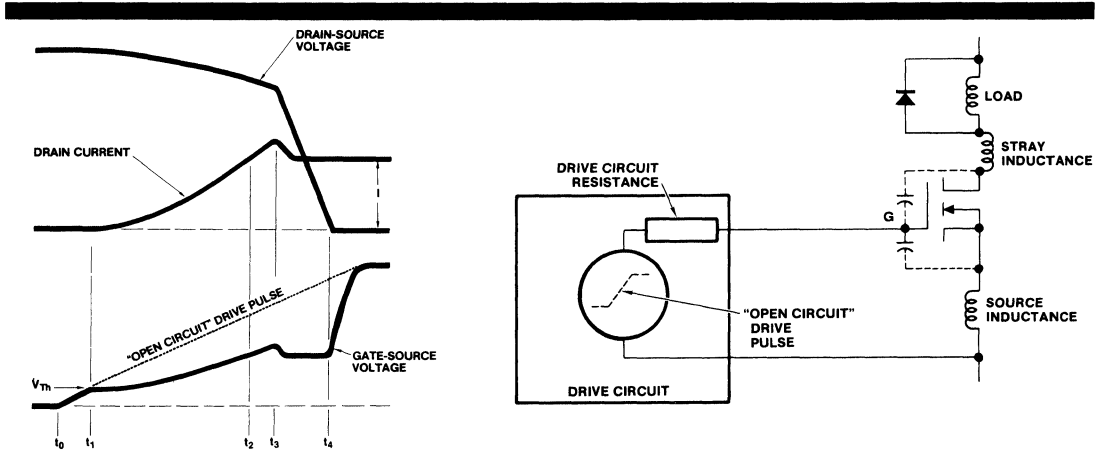 DRAIN-SOURCE
VOLTAGE
DRAIN CURRENT
I
"OPEN CIRCUIT" DRIVE PULSE
GATE-SOURCE
VOLTAGE
VTh
t0 t1 t2 t3 t4
LOAD
STRAY
INDUCTANCE
DRIVE CIRCUIT
RESISTANCE
G
SOURCE
INDUCTANCE
"OPEN CIRCUIT"
DRIVE
PULSE
DRIVE CIRCUIT